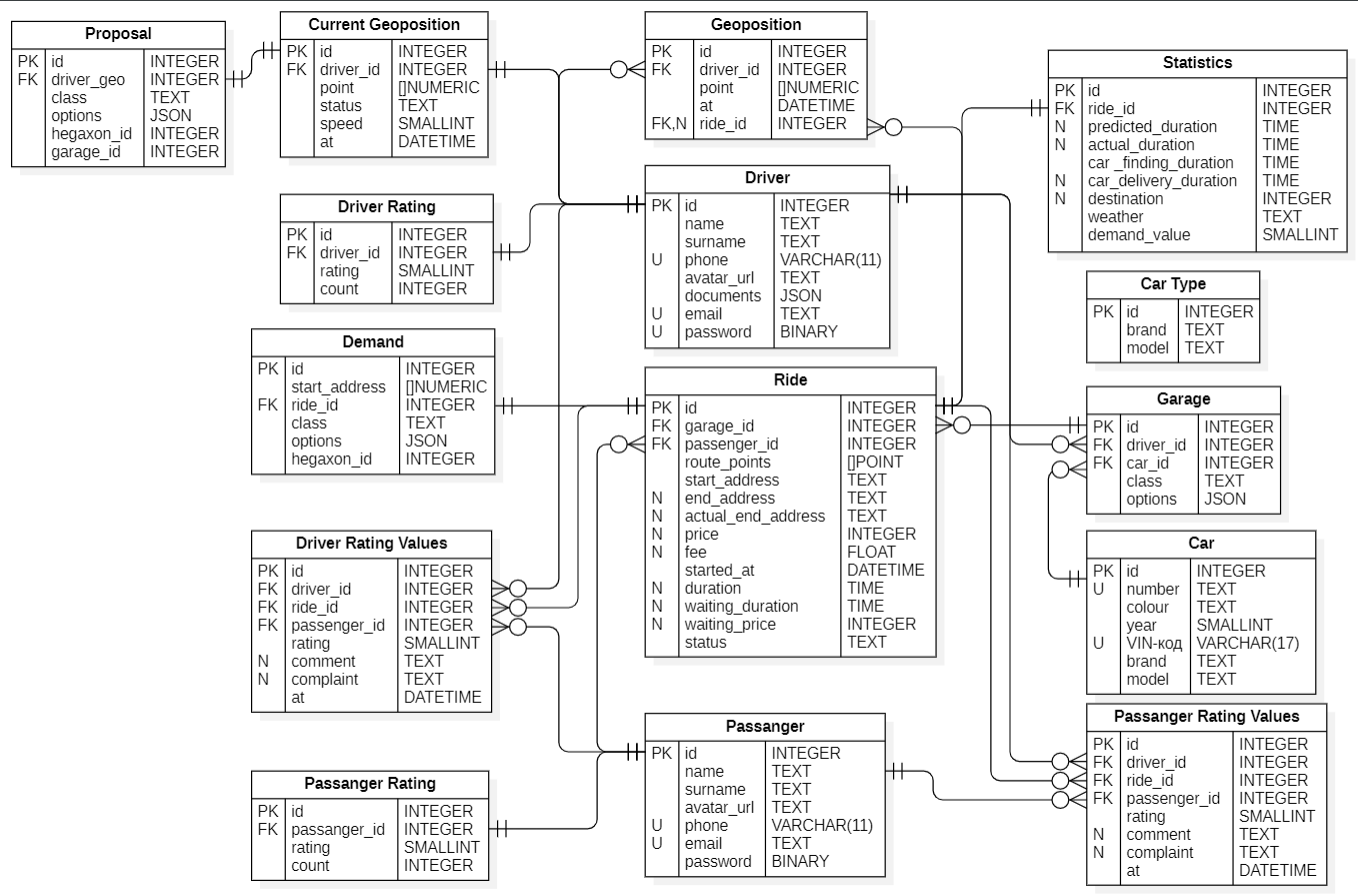 Proposal
PK id INTEGER
FK driver_geo INTEGER
class TEXT
options JSON
hegaxon_id INTEGER
garage_id INTEGER
Current Geoposition
PK id INTEGER
FK driver_id INTEGER
point []NUMERIC
status TEXT
speed SMALLINT
at DATETIME
Geoposition
PK id INTEGER
FK driver_id INTEGER
point []NUMERIC
at DATETIME
FK,N ride_id INTEGER
Statistics
PK id INTEGER
FK ride_id INTEGER
N predicted_duration TIME
N actual_duration TIME
car _finding_duration TIME
N car_delivery_duration TIME
N destination INTEGER
weather TEXT
demand_value SMALLINT
Driver Rating
PK id INTEGER
FK driver_id INTEGER
rating SMALLINT
count INTEGER
Driver
PK id INTEGER
name TEXT
surname TEXT
U phone VARCHAR(11)
avatar_url TEXT
documents JSON
U email TEXT
U password BINARY
Car Type
PK id INTEGER
brand TEXT
model TEXT
Demand
PK id INTEGER
start_address []NUMERIC
FK ride_id INTEGER
class TEXT
options JSON
hegaxon_id INTEGER
Ride
PK id INTEGER
FK garage_id INTEGER
FK passenger_id INTEGER
route_points []POINT
start_address TEXT
N end_address TEXT
N actual_end_address TEXT
N price INTEGER
N fee FLOAT
started_at DATETIME
N duration TIME
N waiting_duration TIME
N waiting_price INTEGER
status TEXT
Garage
PK id INTEGER
FK driver_id INTEGER
FK car_id INTEGER
class TEXT
options JSON
Driver Rating Values
PK id INTEGER
FK driver_id INTEGER
FK ride_id INTEGER
FK passenger_id INTEGER
rating SMALLINT
N comment TEXT
N complaint TEXT
at DATETIME
Car
PK id INTEGER
U number TEXT
colour TEXT
year SMALLINT
U VIN-код VARCHAR(17)
brand TEXT
model TEXT
Passanger Rating
PK id INTEGER
FK passanger_id INTEGER
rating SMALLINT
count INTEGER
Passanger
PK id INTEGER
name TEXT
surname TEXT
avatar_url TEXT
U phone VARCHAR(11)
U email TEXT
password BINARY
Passanger Rating Values
PK id INTEGER
FK driver_id INTEGER
FK ride_id INTEGER
FK passenger_id INTEGER
rating SMALLINT
N comment TEXT
N complaint TEXT
at DATETIME